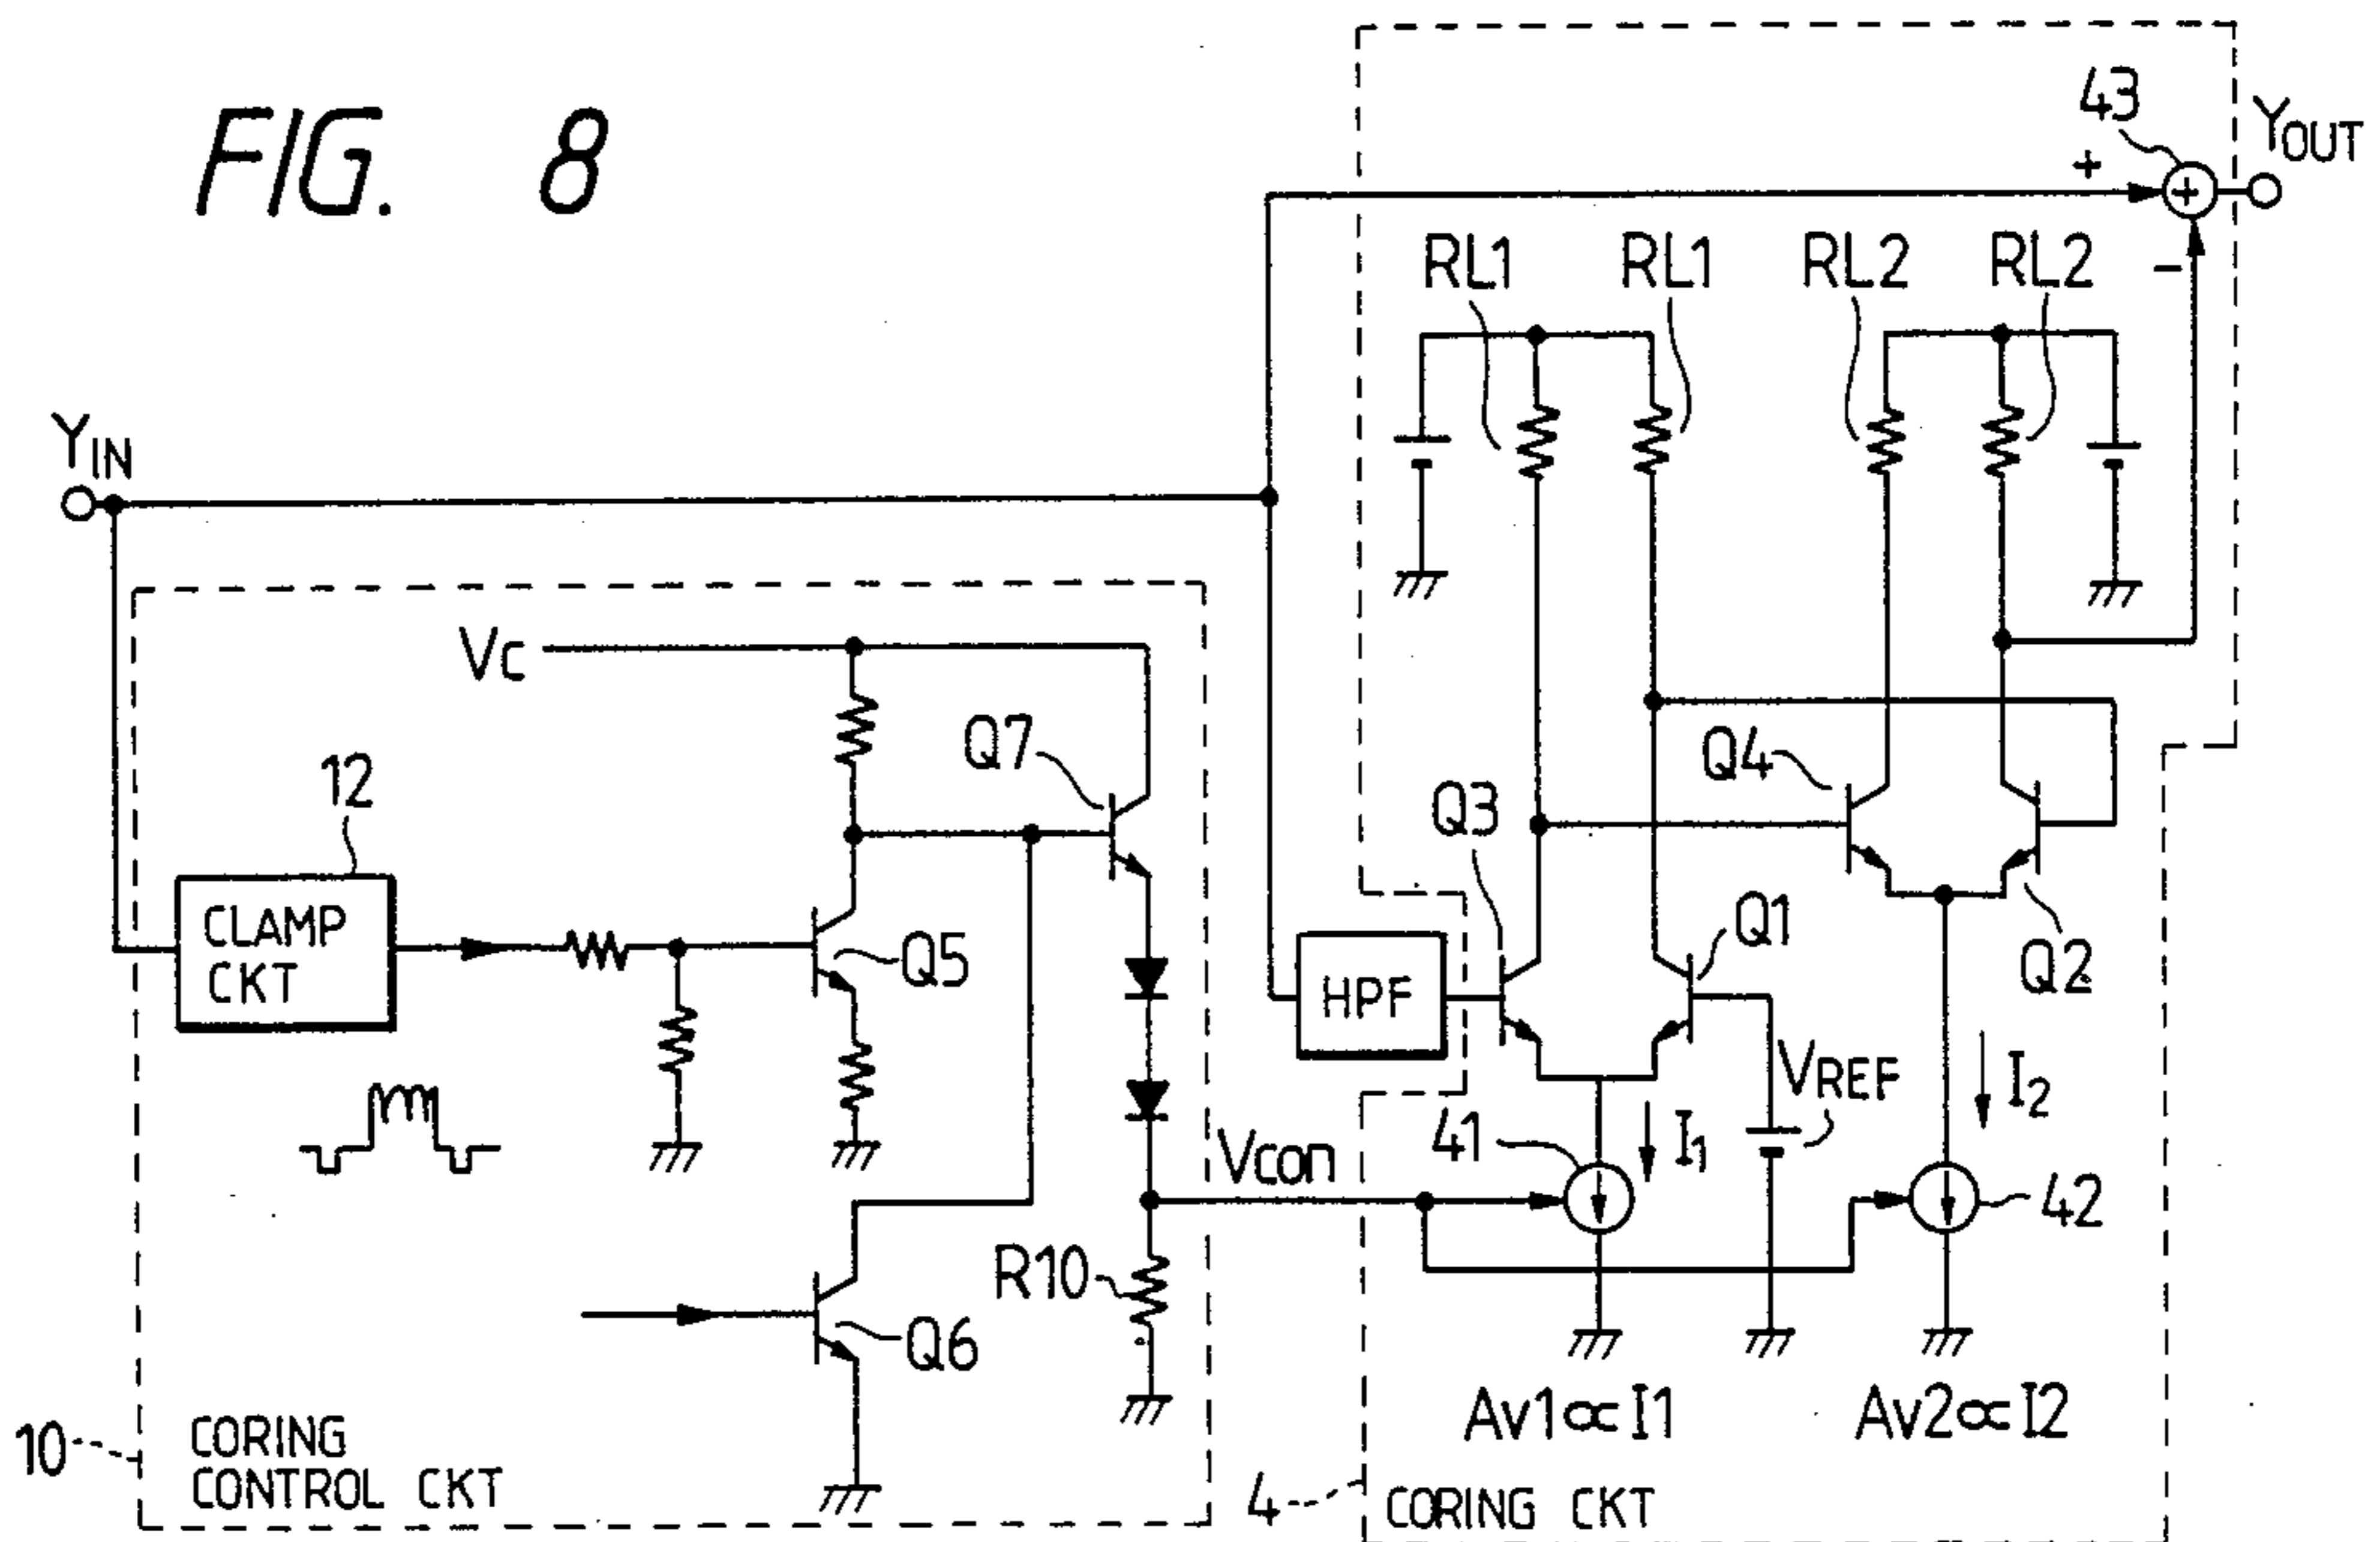 FIG. 8
43
YOUT
+
+
-
RL1 RL1 RL2 RL2
YIN
Vc
Q7
Q4
12
Q3
CLAMP
CKT
Q5
Q1
Q2
HPF
VREF
I2
41
I1
Vcon
42
R10
Q6
Av1∝I1 Av2∝I2
10
CORING
CONTROL CKT
4
CORING CKT